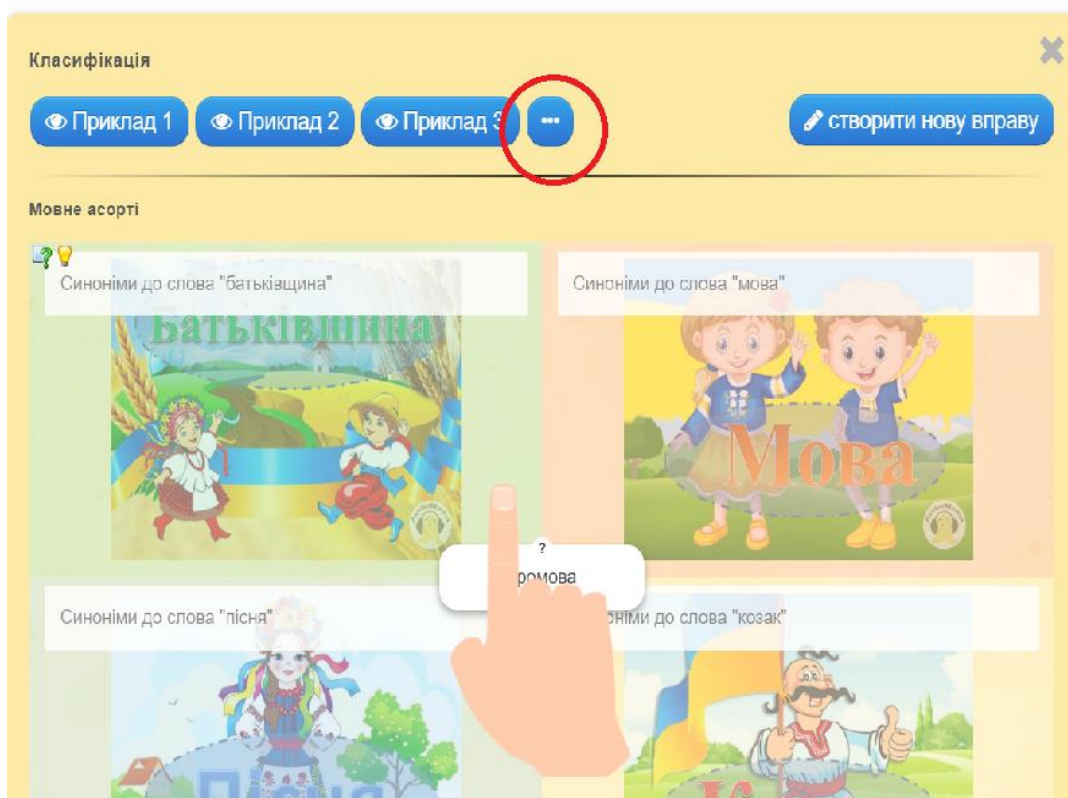 Класифікація
Приклад 1 Приклад 2 Приклад 3 ••• створити нову вправу
Мовне асорті
Синоніми до слова "батьківщина" Синоніми до слова "мова"
Батьківщина
Мова
?
Синоніми до слова "пісня" до слова "козак"
Пісня